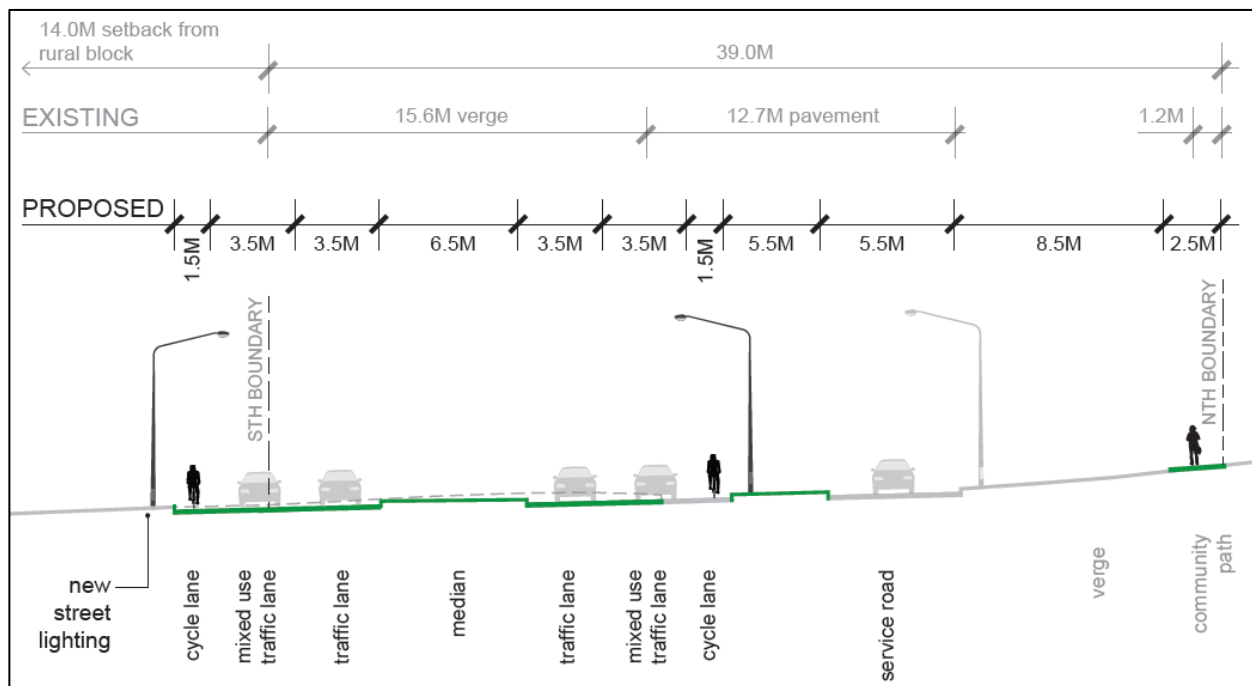 14.0M setback from
rural block
39.0M
EXISTING
15.6M verge
12.7M pavement
1.2M
PROPOSED
1.5M
3.5M
3.5M
6.5M
3.5M
3.5M
1.5M
5.5M
5.5M
8.5M
2.5M
STH BOUNDARY
NTH BOUNDARY
new
street
lighting
cycle lane
mixed use
traffic lane
traffic lane
median
traffic lane
mixed use
traffic lane
cycle lane
service road
verge
community
path